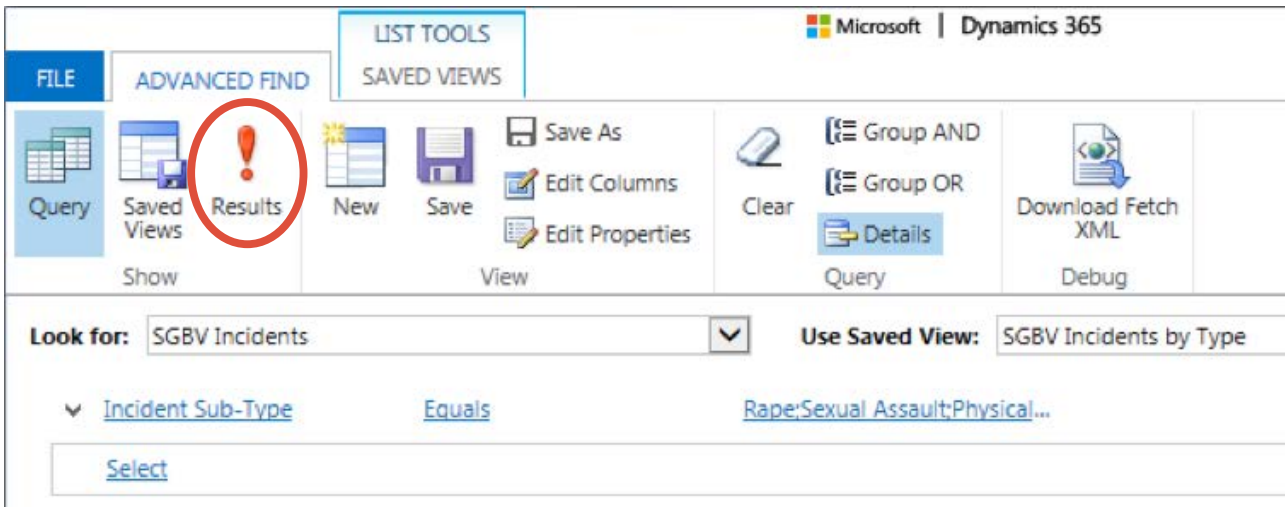 LIST TOOLS
Microsoft | Dynamics 365
FILE
ADVANCED FIND
SAVED VIEWS
Query
Saved Views
Results
New
Save
Save As
Edit Columns
Edit Properties
Clear
[ Group AND
[ Group OR
Details
Download Fetch XML
Show
View
Query
Debug
Look for: SGBV Incidents
Use Saved View: SGBV Incidents by Type
Incident Sub-Type Equals Rape;Sexual Assault;Physical...
Select